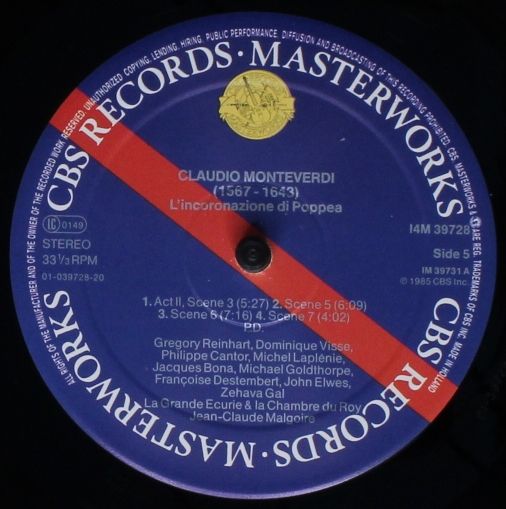 UNAUTHORIZED COPYING, LENDING, HIRING, PUBLIC PERFORMANCE, DIFFUSION AND BROADCASTING OF THIS RECORDING PROHIBITED. CBS, MASTERWORKS & ARE REG. TRADEMARKS OF CBS INC. MADE IN HOLLAND
ALL RIGHTS OF THE MANUFACTURER AND OF THE OWNER OF THE RECORDED WORK RESERVED.
CBS RECORDS · MASTERWORKS
CBS RECORDS · MASTERWORKS
CLAUDIO MONTEVERDI
(1567 - 1643)
L'incoronazione di Poppea
LC 0149
STEREO
33 1/3 RPM
01-039728-20
I4M 39728
Side 5
IM 39731 A
℗ 1985 CBS Inc.
1. Act II, Scene 3 (5:27) 2. Scene 5 (6:09)
3. Scene 6 (7:16) 4. Scene 7 (4:02)
P.D.
Gregory Reinhart, Dominique Visse,
Philippe Cantor, Michel Laplénie,
Jacques Bona, Michael Goldthorpe,
Françoise Destembert, John Elwes,
Zehava Gal
La Grande Ecurie & la Chambre du Roy
Jean-Claude Malgoire